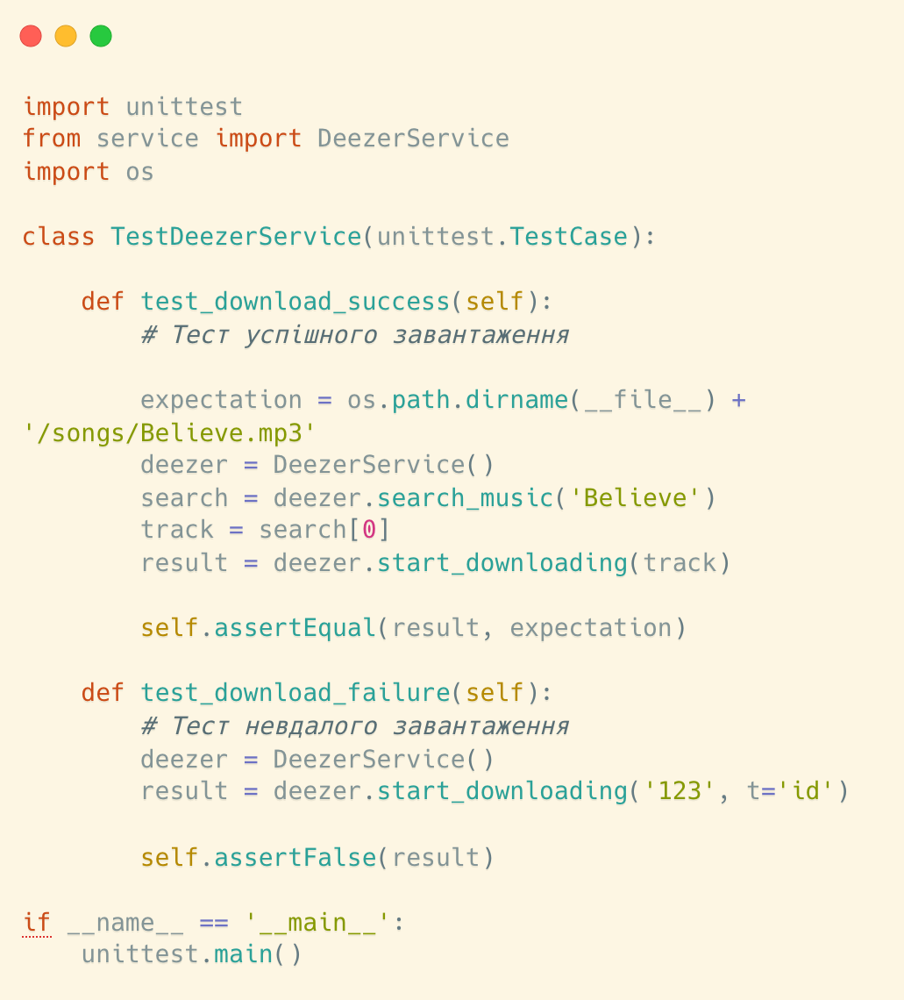 import unittest
from service import DeezerService
import os
class TestDeezerService(unittest.TestCase):
    def test_download_success(self):
        # Тест успішного завантаження
        expectation = os.path.dirname(__file__) +
'/songs/Believe.mp3'
        deezer = DeezerService()
        search = deezer.search_music('Believe')
        track = search[0]
        result = deezer.start_downloading(track)
        self.assertEqual(result, expectation)
    def test_download_failure(self):
        # Тест невдалого завантаження
        deezer = DeezerService()
        result = deezer.start_downloading('123', t='id')
        self.assertFalse(result)
if __name__ == '__main__':
    unittest.main()